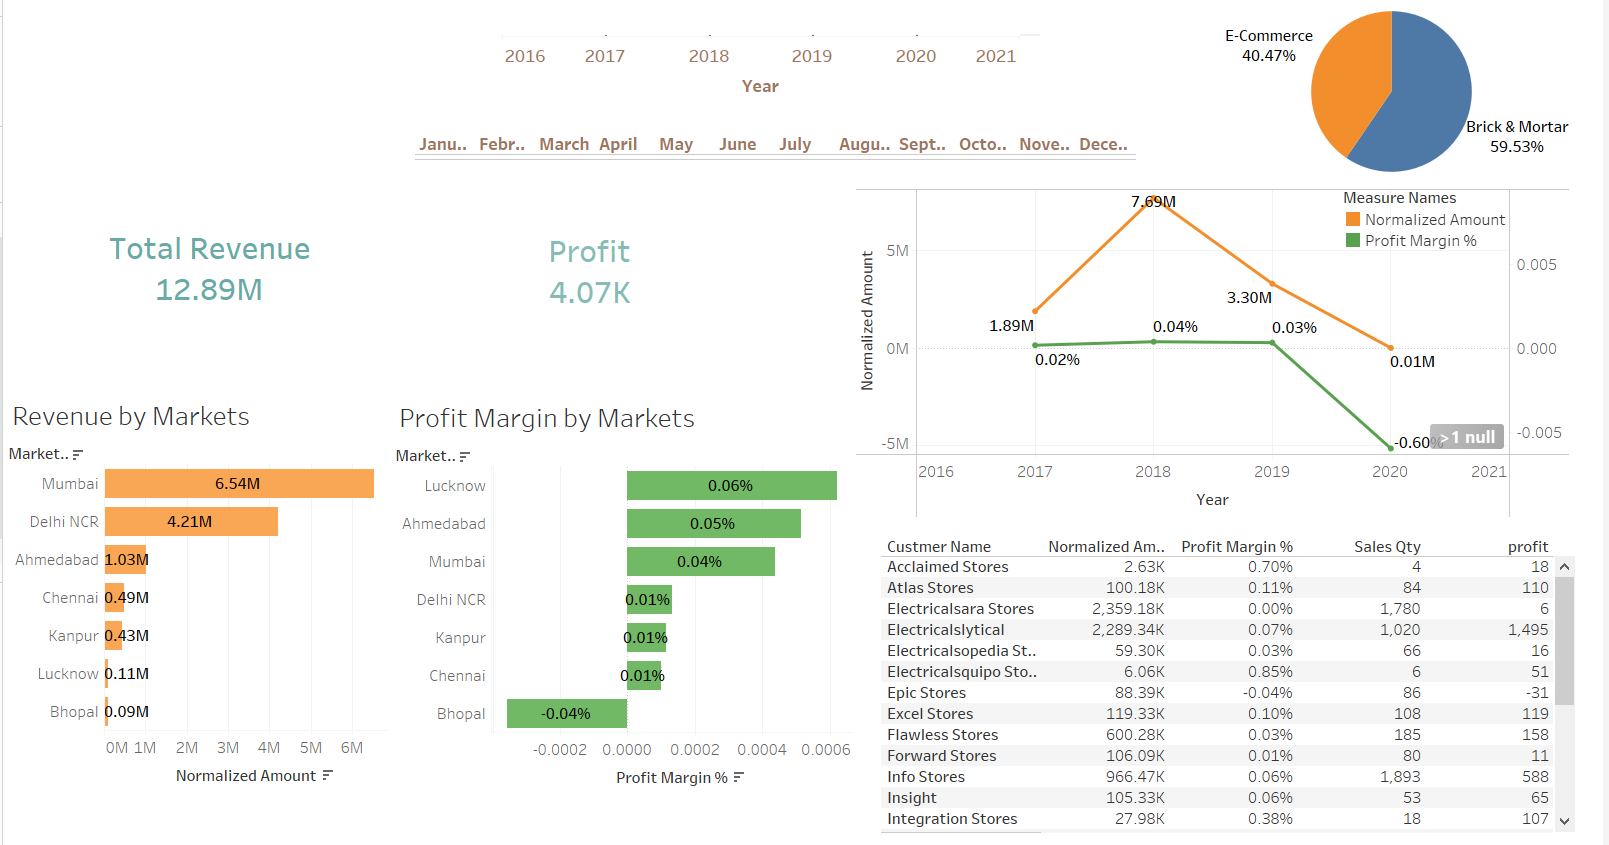 2016 2017 2018 2019 2020 2021
Year
Janu.. Febr.. March April May June July Augu.. Sept.. Octo.. Nove.. Dece..
E-Commerce
40.47%
Brick & Mortar
59.53%
Total Revenue
12.89M
Profit
4.07K
Measure Names
Normalized Amount
Profit Margin %
Normalized Amount
5M
0M
-5M
0.005
0.000
-0.005
7.69M
1.89M
3.30M
0.01M
0.02%
0.04%
0.03%
-0.60%
>1 null
2016 2017 2018 2019 2020 2021
Year
Revenue by Markets
Market..
Mumbai 6.54M
Delhi NCR 4.21M
Ahmedabad 1.03M
Chennai 0.49M
Kanpur 0.43M
Lucknow 0.11M
Bhopal 0.09M
0M 1M 2M 3M 4M 5M 6M
Normalized Amount
Profit Margin by Markets
Market..
Lucknow 0.06%
Ahmedabad 0.05%
Mumbai 0.04%
Delhi NCR 0.01%
Kanpur 0.01%
Chennai 0.01%
Bhopal -0.04%
-0.0002 0.0000 0.0002 0.0004 0.0006
Profit Margin %
Custmer Name Normalized Am.. Profit Margin % Sales Qty profit
Acclaimed Stores 2.63K 0.70% 4 18
Atlas Stores 100.18K 0.11% 84 110
Electricalsara Stores 2,359.18K 0.00% 1,780 6
Electricalslytical 2,289.34K 0.07% 1,020 1,495
Electricalsopedia St.. 59.30K 0.03% 66 16
Electricalsquipo Sto.. 6.06K 0.85% 6 51
Epic Stores 88.39K -0.04% 86 -31
Excel Stores 119.33K 0.10% 108 119
Flawless Stores 600.28K 0.03% 185 158
Forward Stores 106.09K 0.01% 80 11
Info Stores 966.47K 0.06% 1,893 588
Insight 105.33K 0.06% 53 65
Integration Stores 27.98K 0.38% 18 107